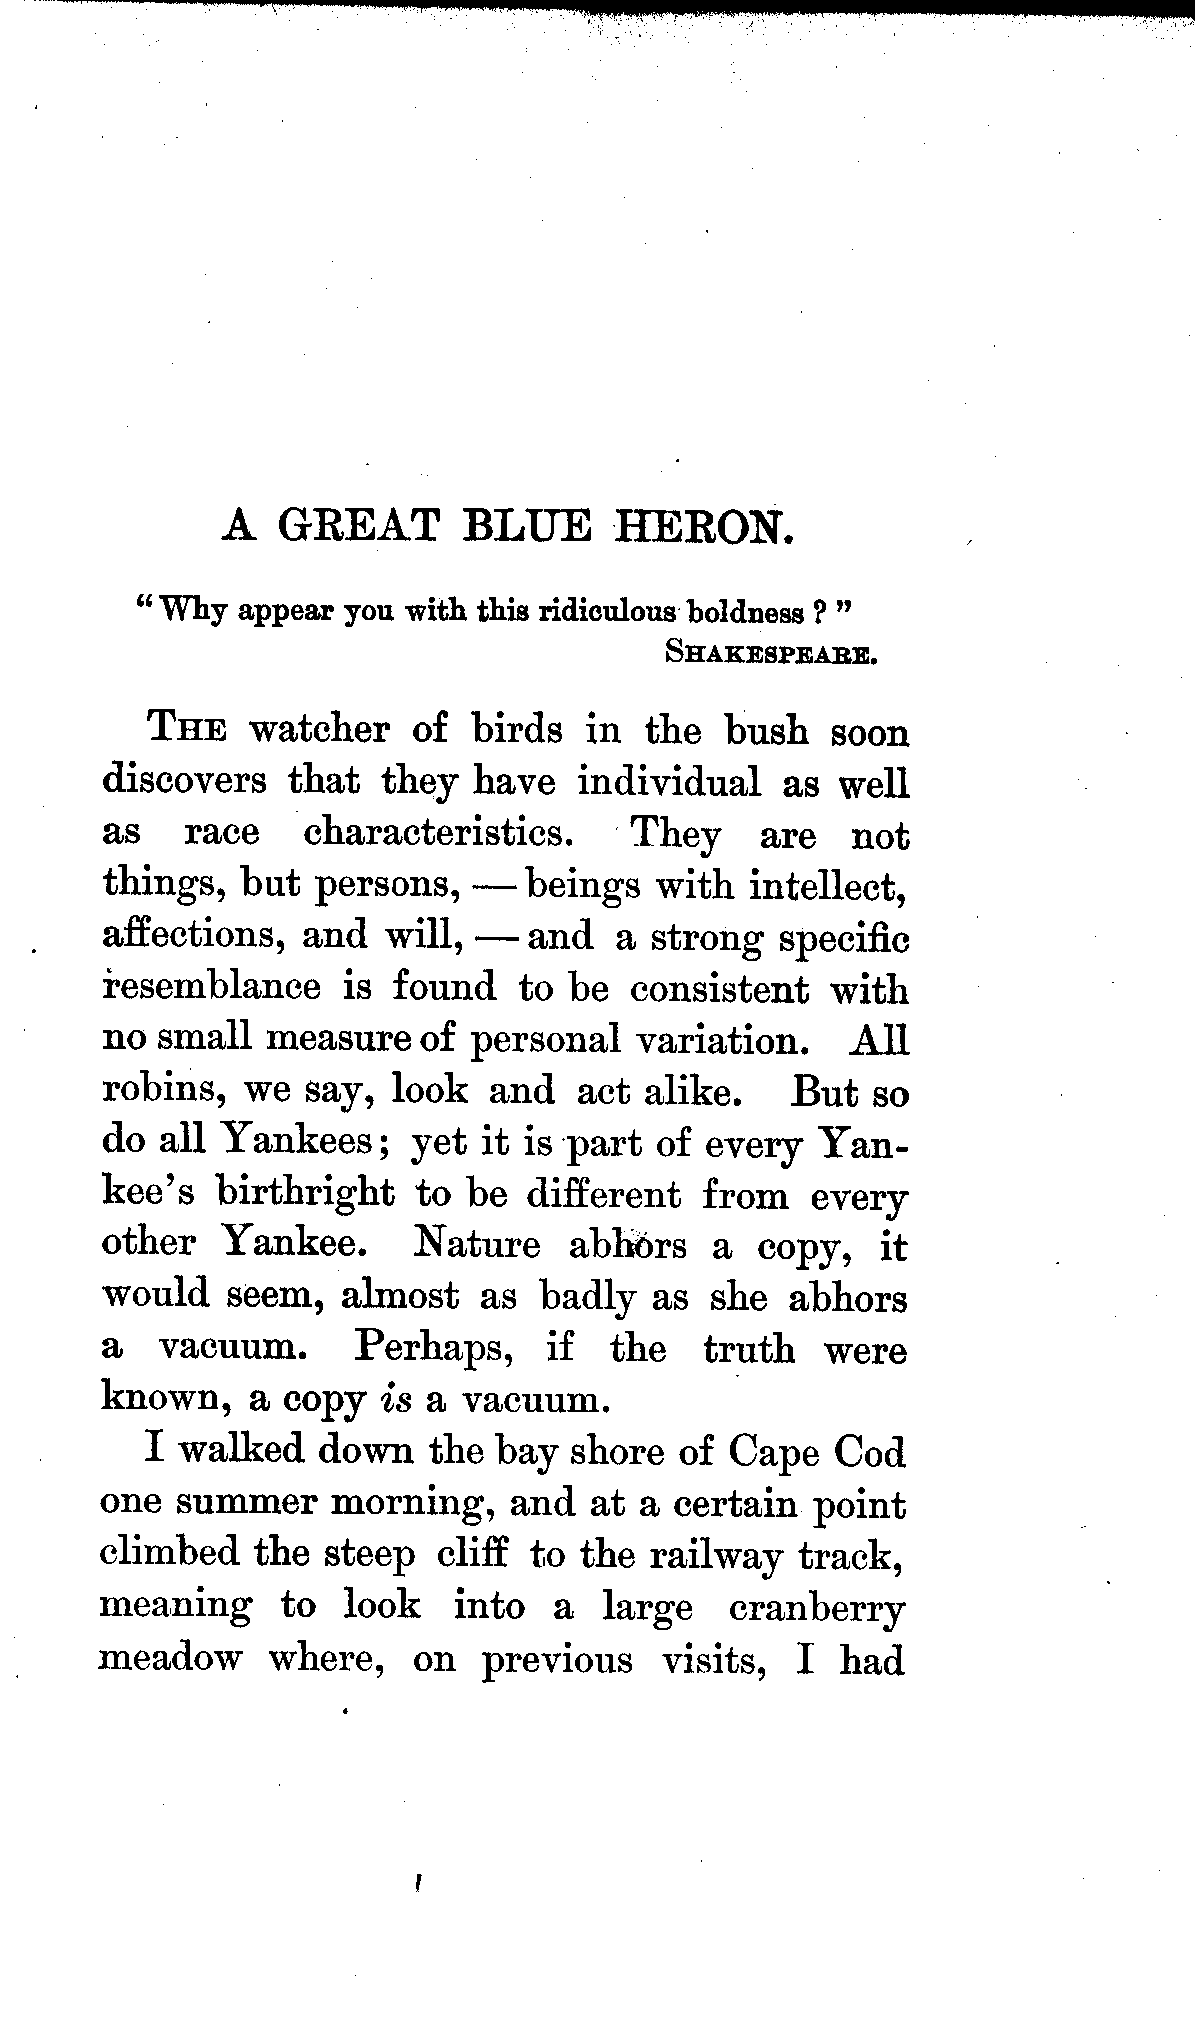 A GREAT BLUE HERON.
“Why appear you with this ridiculous boldness?”
SHAKESPEARE.
THE watcher of birds in the bush soon
discovers that they have individual as well
as race characteristics. They are not
things, but persons, — beings with intellect,
affections, and will, — and a strong specific
resemblance is found to be consistent with
no small measure of personal variation. All
robins, we say, look and act alike. But so
do all Yankees; yet it is part of every Yan-
kee’s birthright to be different from every
other Yankee. Nature abhors a copy, it
would seem, almost as badly as she abhors
a vacuum. Perhaps, if the truth were
known, a copy is a vacuum.
I walked down the bay shore of Cape Cod
one summer morning, and at a certain point
climbed the steep cliff to the railway track,
meaning to look into a large cranberry
meadow where, on previous visits, I had